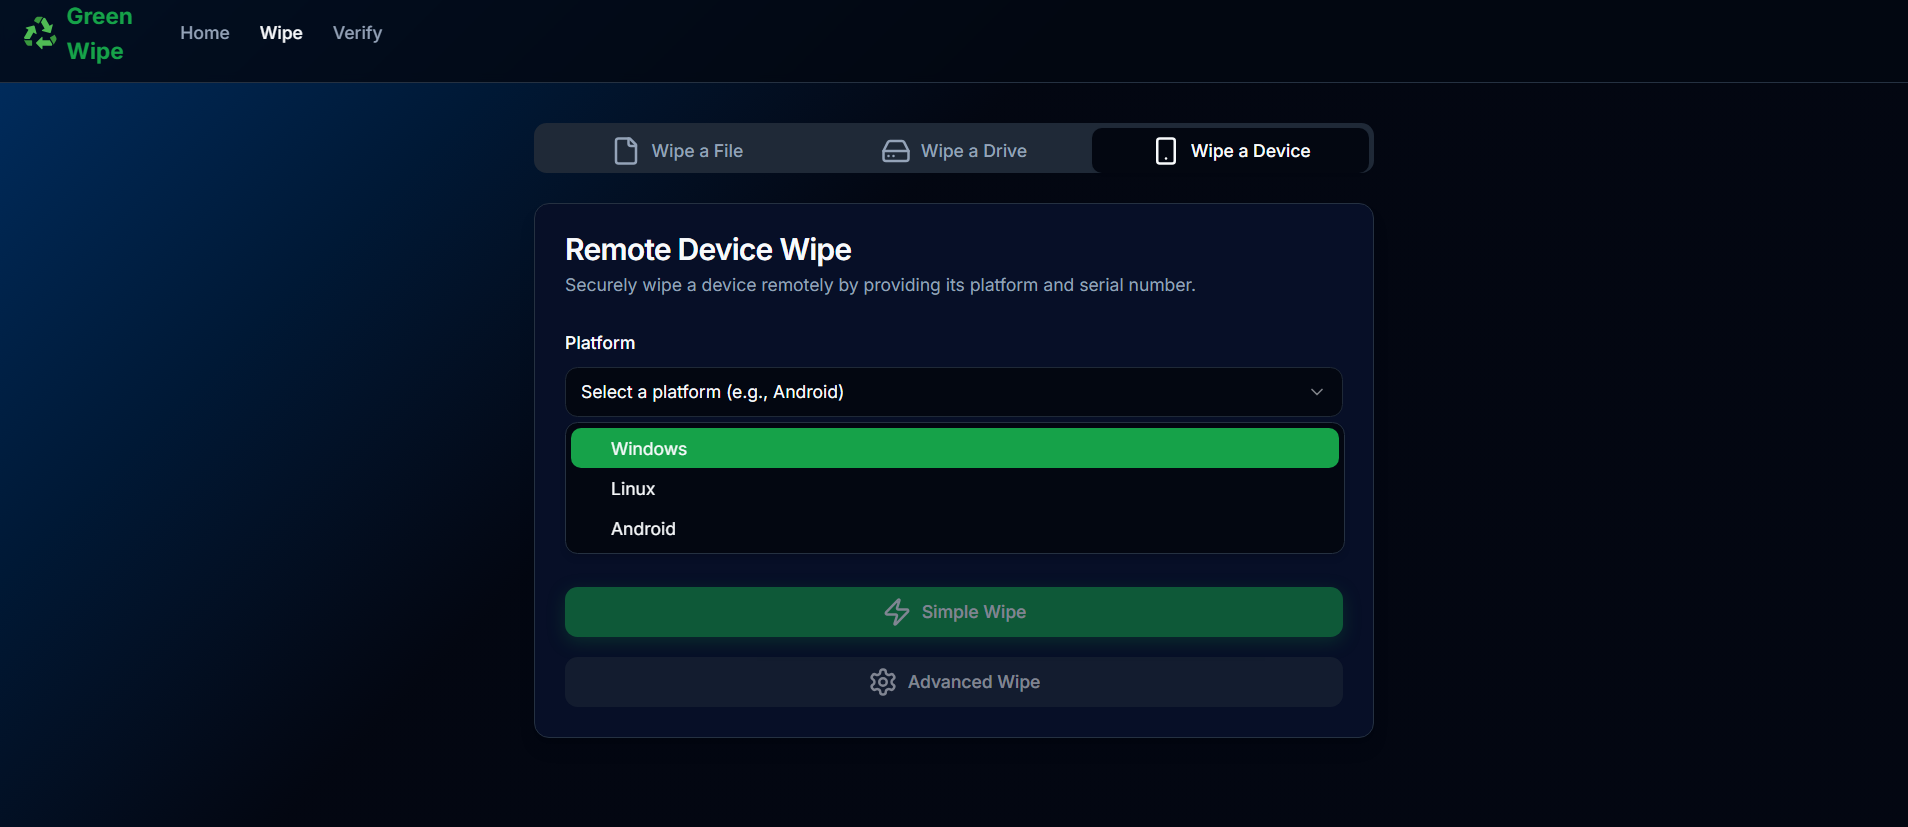 Green
Wipe
Home
Wipe
Verify
Wipe a File
Wipe a Drive
Wipe a Device
Remote Device Wipe
Securely wipe a device remotely by providing its platform and serial number.
Platform
Select a platform (e.g., Android)
Windows
Linux
Android
Simple Wipe
Advanced Wipe